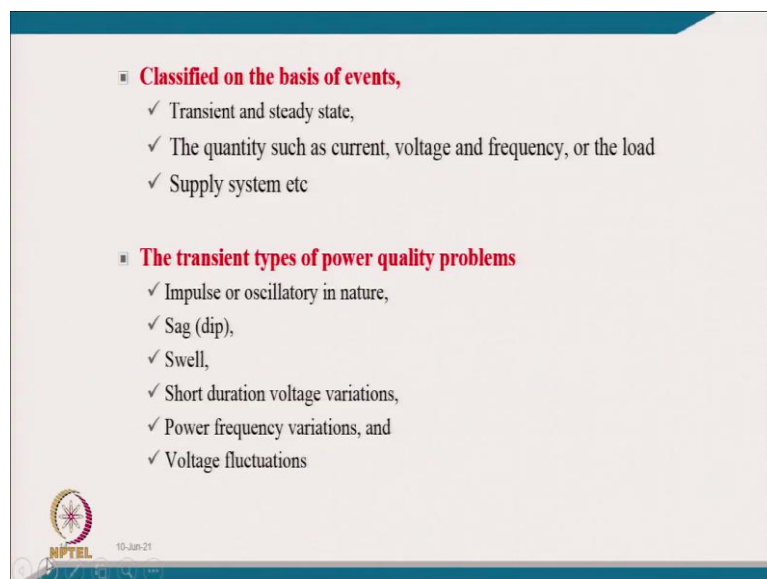 Classified on the basis of events,
✓ Transient and steady state,
✓ The quantity such as current, voltage and frequency, or the load
✓ Supply system etc
The transient types of power quality problems
✓ Impulse or oscillatory in nature,
✓ Sag (dip),
✓ Swell,
✓ Short duration voltage variations,
✓ Power frequency variations, and
✓ Voltage fluctuations
10-Jun-21
NPTEL